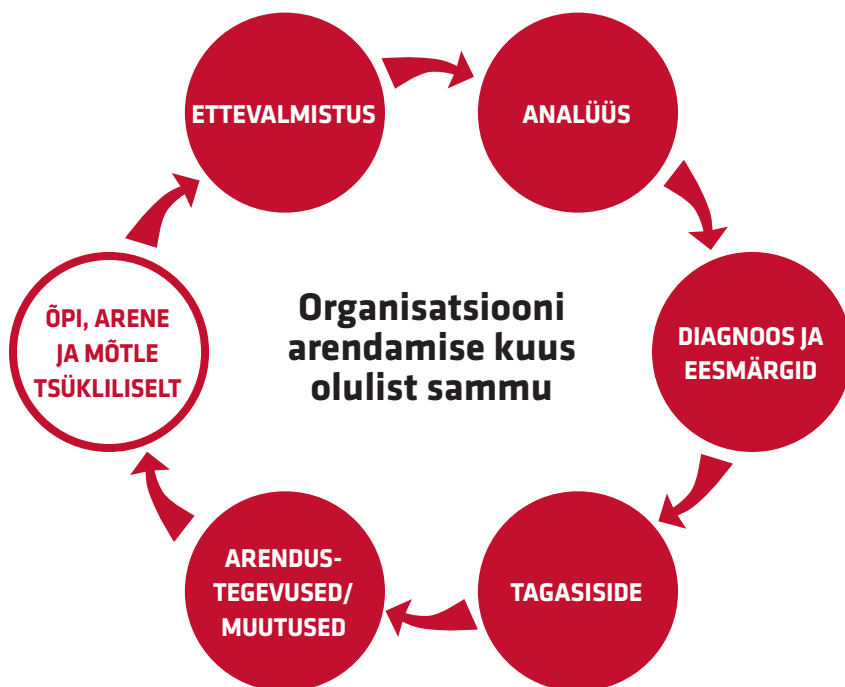 ETTEVALMISTUS
ANALÜÜS
DIAGNOOS JA
EESMÄRGID
TAGASISIDE
ARENDUS-
TEGEVUSED/
MUUTUSED
ÕPI, ARENE
JA MÕTLE
TSÜKLILISELT
Organisatsiooni
arendamise kuus
olulist sammu